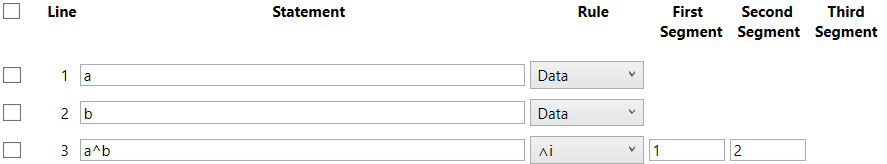 Line Statement Rule First Segment Second Segment Third Segment
1 a Data
2 b Data
3 a^b ∧i 1 2